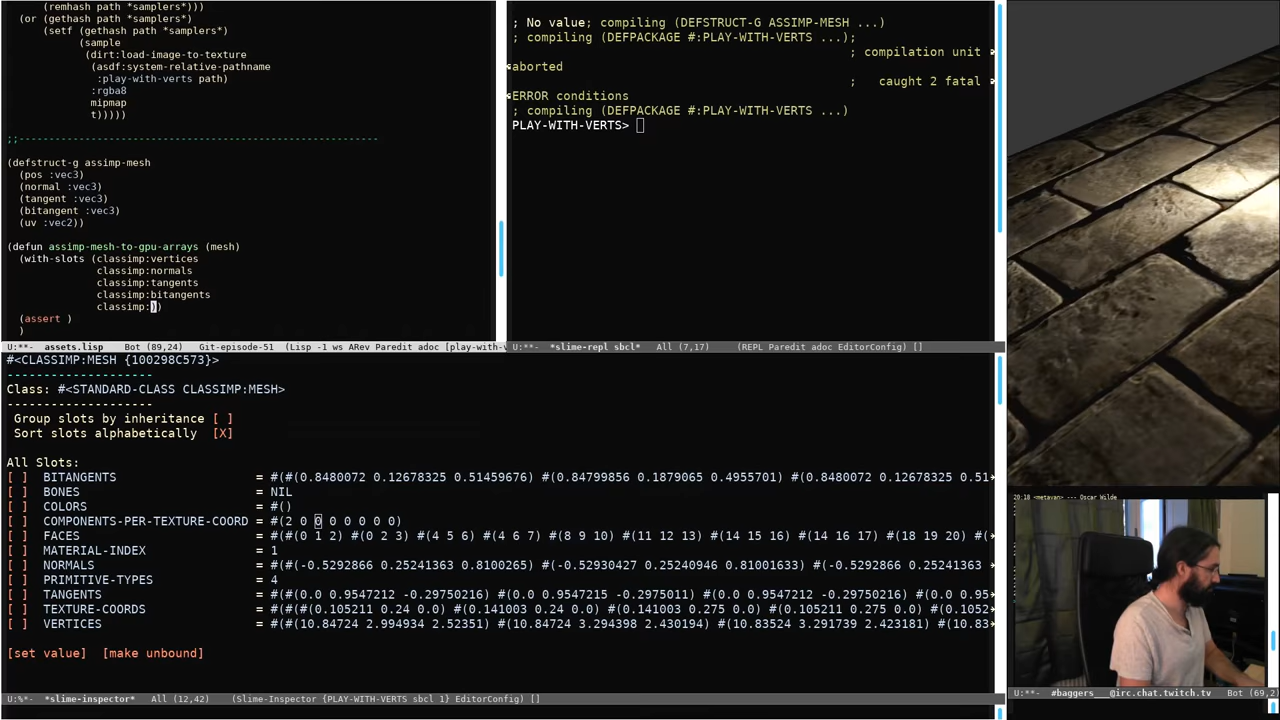 (remhash path *samplers*)))
(or (gethash path *samplers*)
(setf (gethash path *samplers*)
(sample
(dirt:load-image-to-texture
(asdf:system-relative-pathname
:play-with-verts path)
:rgba8
mipmap
t)))))
;;----------------------------------------------------------------
(defstruct-g assimp-mesh
(pos :vec3)
(normal :vec3)
(tangent :vec3)
(bitangent :vec3)
(uv :vec2))
(defun assimp-mesh-to-gpu-arrays (mesh)
(with-slots (classimp:vertices
classimp:normals
classimp:tangents
classimp:bitangents
classimp:))
(assert )
)
U:**- assets.lisp Bot (89,24) Git-episode-51 (Lisp -1 ws ARev Paredit adoc [play-with-v
; No value; compiling (DEFSTRUCT-G ASSIMP-MESH ...)
; compiling (DEFPACKAGE #:PLAY-WITH-VERTS ...);
; compilation unit
aborted
; caught 2 fatal
ERROR conditions
; compiling (DEFPACKAGE #:PLAY-WITH-VERTS ...)
PLAY-WITH-VERTS>
U:**- *slime-repl sbcl* All (7,17) (REPL Paredit adoc EditorConfig) []
#<CLASSIMP:MESH {100298C573}>
--------------------
Class: #<STANDARD-CLASS CLASSIMP:MESH>
--------------------
Group slots by inheritance [ ]
Sort slots alphabetically [X]
All Slots:
[ ] BITANGENTS = #(#(0.8480072 0.12678325 0.51459676) #(0.84799856 0.1879065 0.4955701) #(0.8480072 0.12678325 0.51
[ ] BONES = NIL
[ ] COLORS = #()
[ ] COMPONENTS-PER-TEXTURE-COORD = #(2 0 0 0 0 0 0 0)
[ ] FACES = #(#(0 1 2) #(0 2 3) #(4 5 6) #(4 6 7) #(8 9 10) #(11 12 13) #(14 15 16) #(14 16 17) #(18 19 20) #(
[ ] MATERIAL-INDEX = 1
[ ] NORMALS = #(#(-0.5292866 0.25241363 0.8100265) #(-0.52930427 0.25240946 0.81001633) #(-0.5292866 0.25241363
[ ] PRIMITIVE-TYPES = 4
[ ] TANGENTS = #(#(0.0 0.9547212 -0.29750216) #(0.0 0.9547215 -0.2975011) #(0.0 0.9547212 -0.29750216) #(0.0 0.95
[ ] TEXTURE-COORDS = #(#(#(0.105211 0.24 0.0) #(0.141003 0.24 0.0) #(0.141003 0.275 0.0) #(0.105211 0.275 0.0) #(0.1052
[ ] VERTICES = #(#(10.84724 2.994934 2.52351) #(10.84724 3.294398 2.430194) #(10.83524 3.291739 2.423181) #(10.83
[set value] [make unbound]
U:%*- *slime-inspector* All (12,42) (Slime-Inspector {PLAY-WITH-VERTS sbcl 1} EditorConfig) []
20:18 <metavan> --- Oscar Wilde
U:**- #baggers___@irc.chat.twitch.tv Bot (69,2